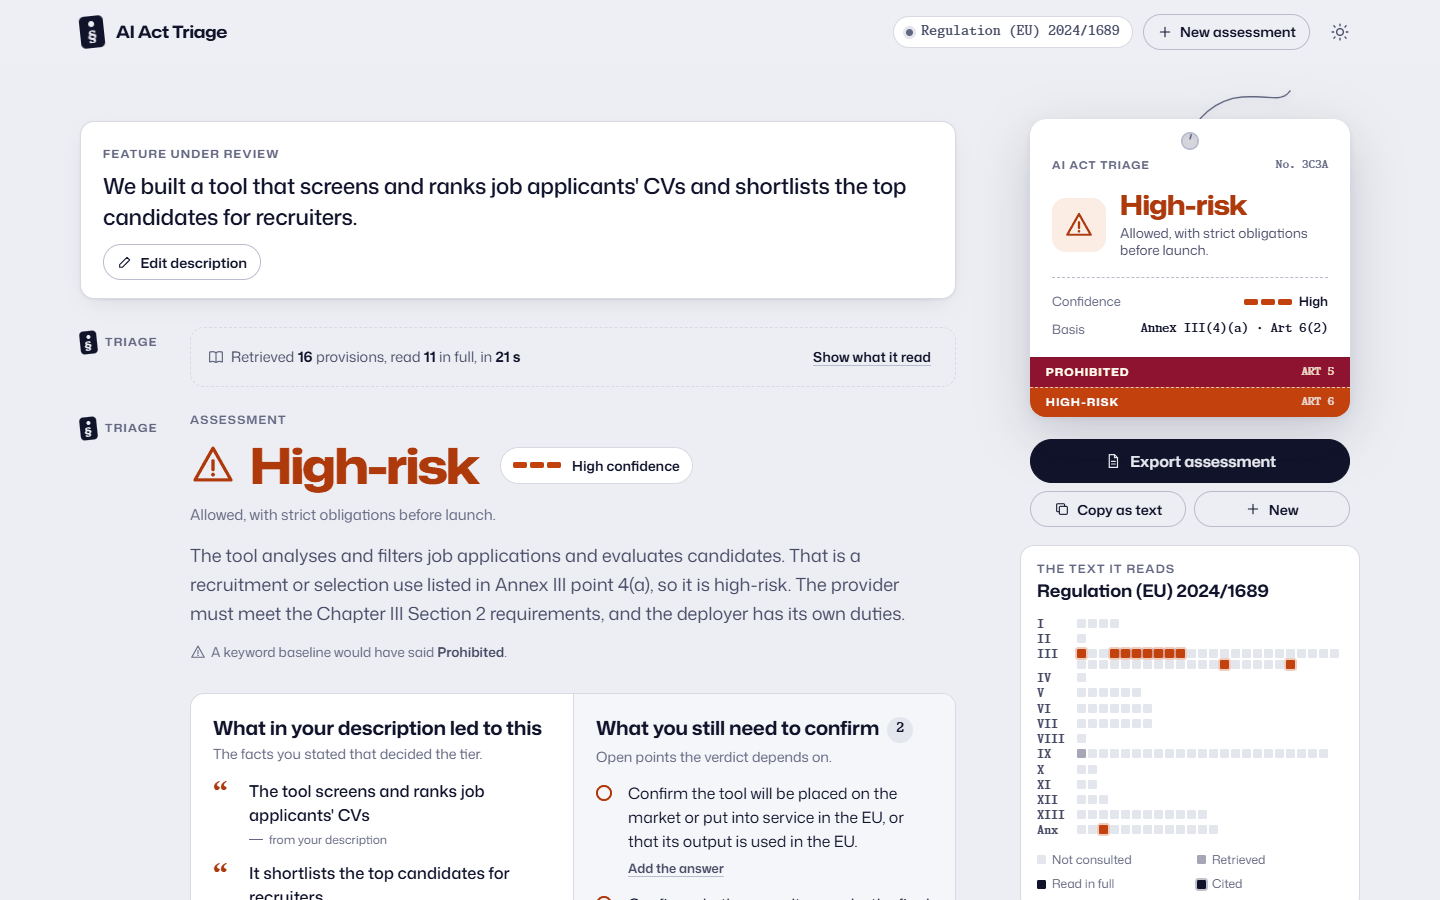 AI Act Triage
Regulation (EU) 2024/1689
New assessment
FEATURE UNDER REVIEW
We built a tool that screens and ranks job applicants' CVs and shortlists the top
candidates for recruiters.
Edit description
TRIAGE
Retrieved 16 provisions, read 11 in full, in 21 s
Show what it read
TRIAGE
ASSESSMENT
High-risk
High confidence
Allowed, with strict obligations before launch.
The tool analyses and filters job applications and evaluates candidates. That is a
recruitment or selection use listed in Annex III point 4(a), so it is high-risk. The provider
must meet the Chapter III Section 2 requirements, and the deployer has its own duties.
A keyword baseline would have said Prohibited.
What in your description led to this
The facts you stated that decided the tier.
“ The tool screens and ranks job
applicants' CVs
— from your description
“ It shortlists the top candidates for
recruiters
What you still need to confirm 2
Open points the verdict depends on.
Confirm the tool will be placed on the
market or put into service in the EU, or
that its output is used in the EU.
Add the answer
AI ACT TRIAGE
No. 3C3A
High-risk
Allowed, with strict obligations
before launch.
Confidence
High
Basis
Annex III(4)(a) · Art 6(2)
PROHIBITED
ART 5
HIGH-RISK
ART 6
Export assessment
Copy as text
New
THE TEXT IT READS
Regulation (EU) 2024/1689
I
II
III
IV
V
VI
VII
VIII
IX
X
XI
XII
XIII
Anx
Not consulted
Retrieved
Read in full
Cited